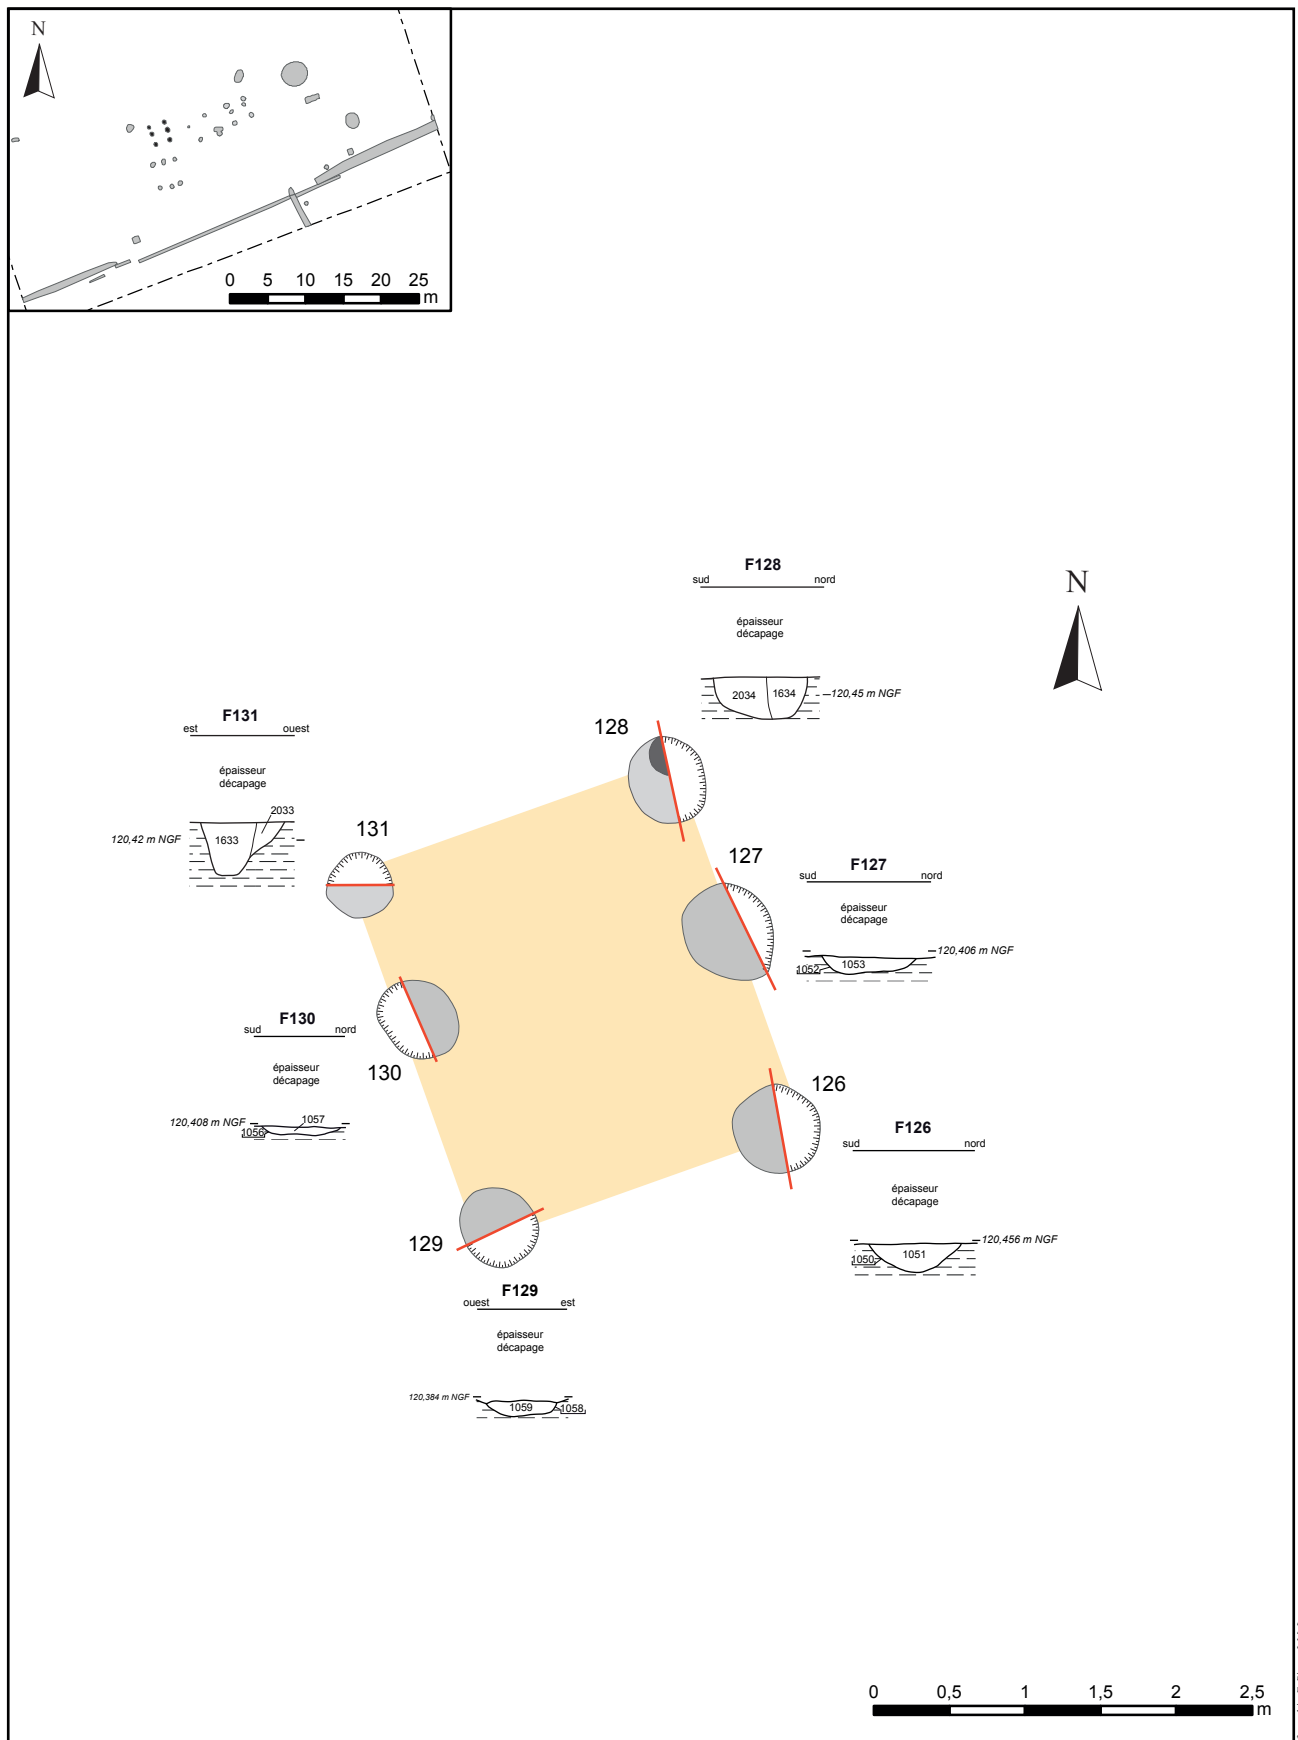 N
0 5 10 15 20 25
m
F128
sud nord
épaisseur
décapage
N
2034 1634 120,45 m NGF
F131
est ouest
128
épaisseur
décapage
2033
120,42 m NGF 1633
131
127
F127
sud nord
épaisseur
décapage
120,406 m NGF
1052 1053
F130
sud nord
épaisseur
décapage
130
126
120,408 m NGF 1057
1056
F126
sud nord
épaisseur
décapage
129
120,456 m NGF
1050 1051
F129
ouest est
épaisseur
décapage
120,384 m NGF
1059 1058
0 0,5 1 1,5 2 2,5
m